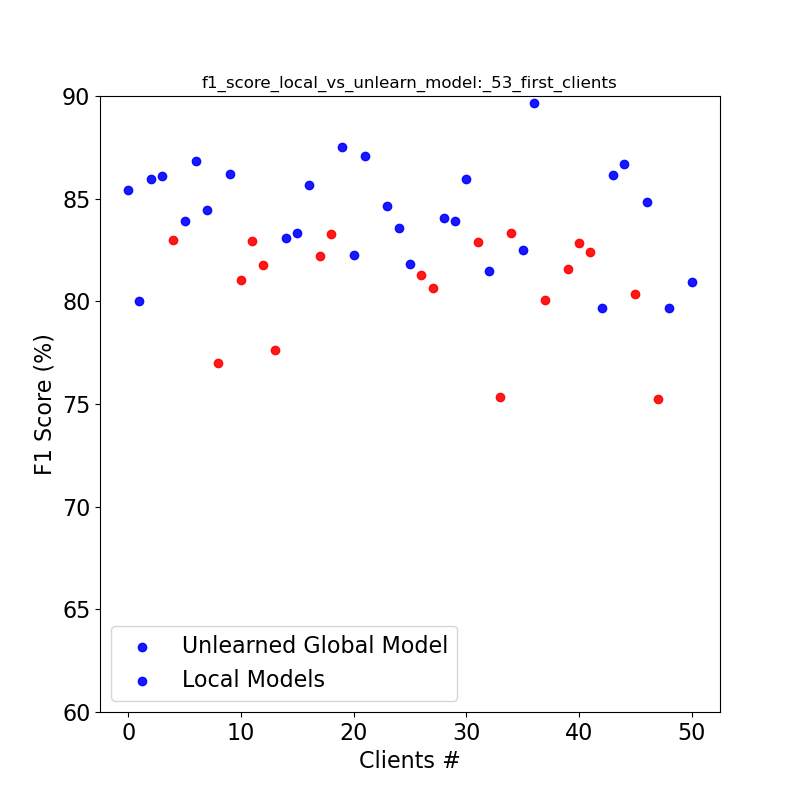 f1_score_local_vs_unlearn_model:_53_first_clients
90
85
80
75
70
65
60
F1 Score (%)
Unlearned Global Model
Local Models
0 10 20 30 40 50
Clients #